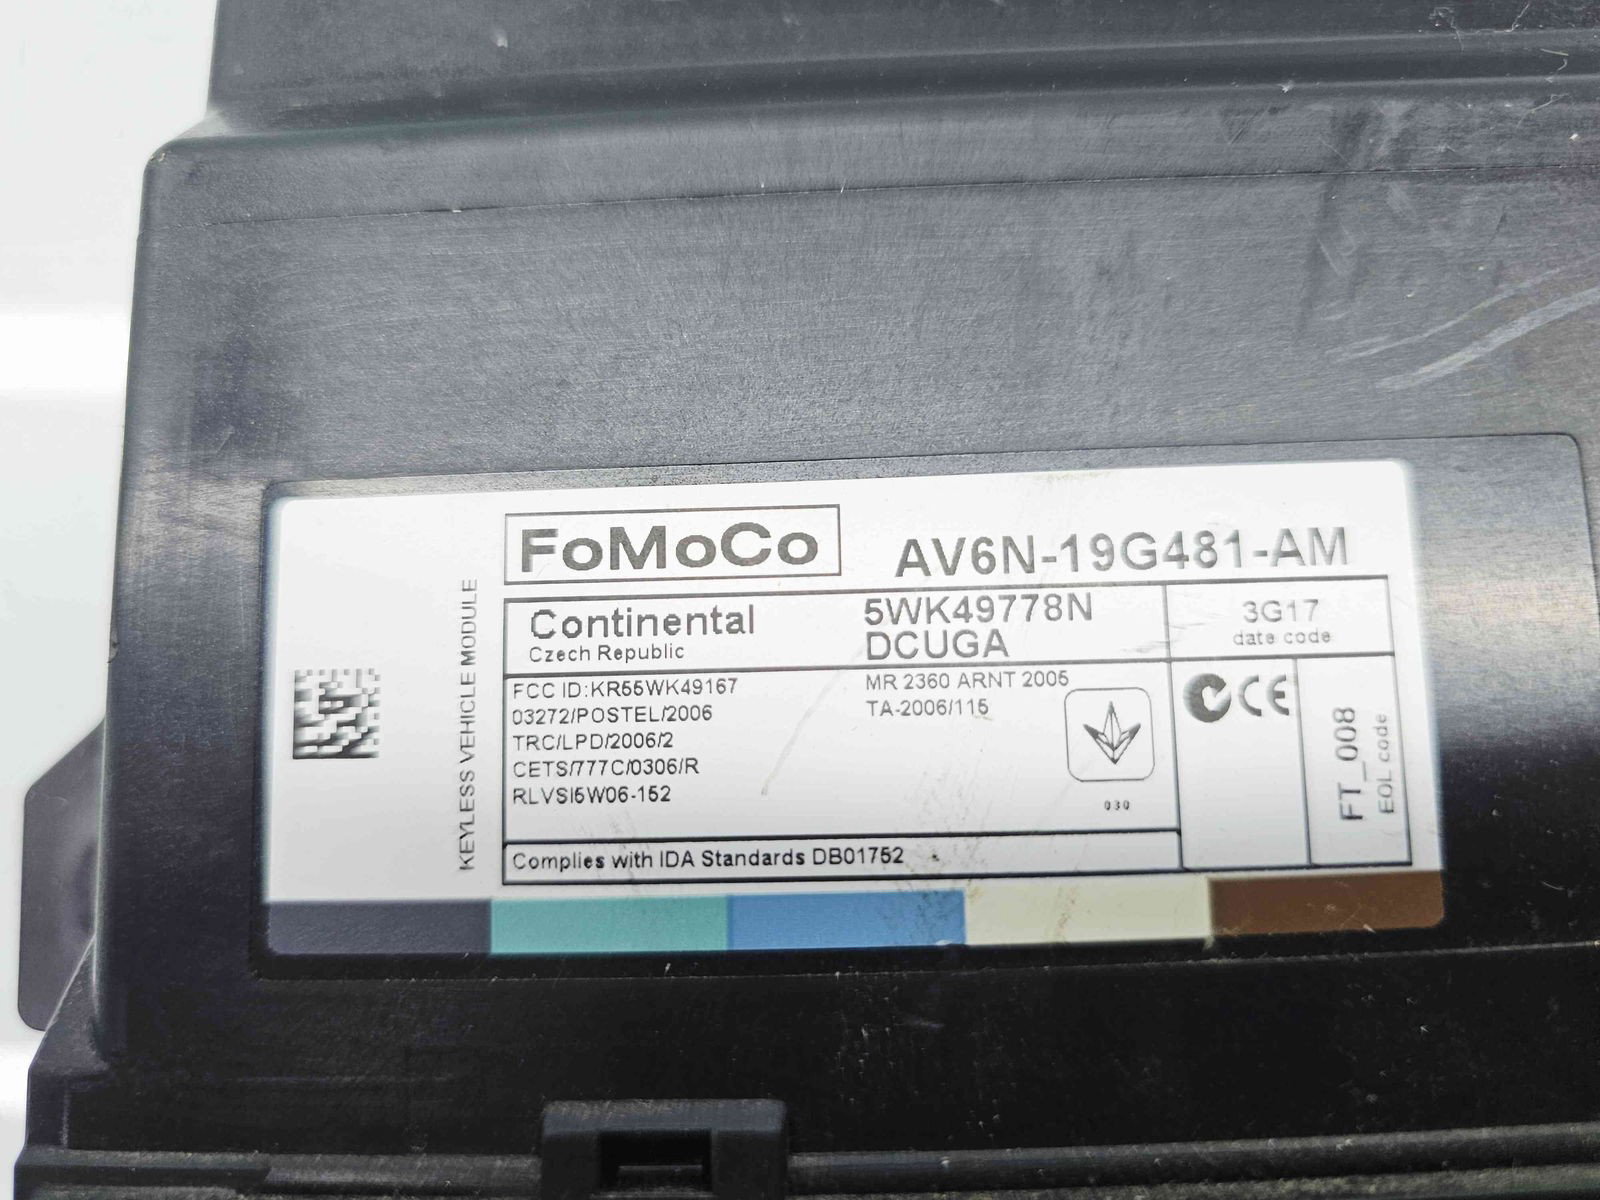 FoMoCo
AV6N-19G481-AM
KEYLESS VEHICLE MODULE
Continental
Czech Republic
5WK49778N
DCUGA
3G17
date code
FCC ID:KR55WK49167
03272/POSTEL/2006
TRC/LPD/2006/2
CETS/777C/0306/R
RLVSI5W06-152
MR 2360 ARNT 2005
TA-2006/115
030
CE
FT_008
EOL code
Complies with IDA Standards DB01752